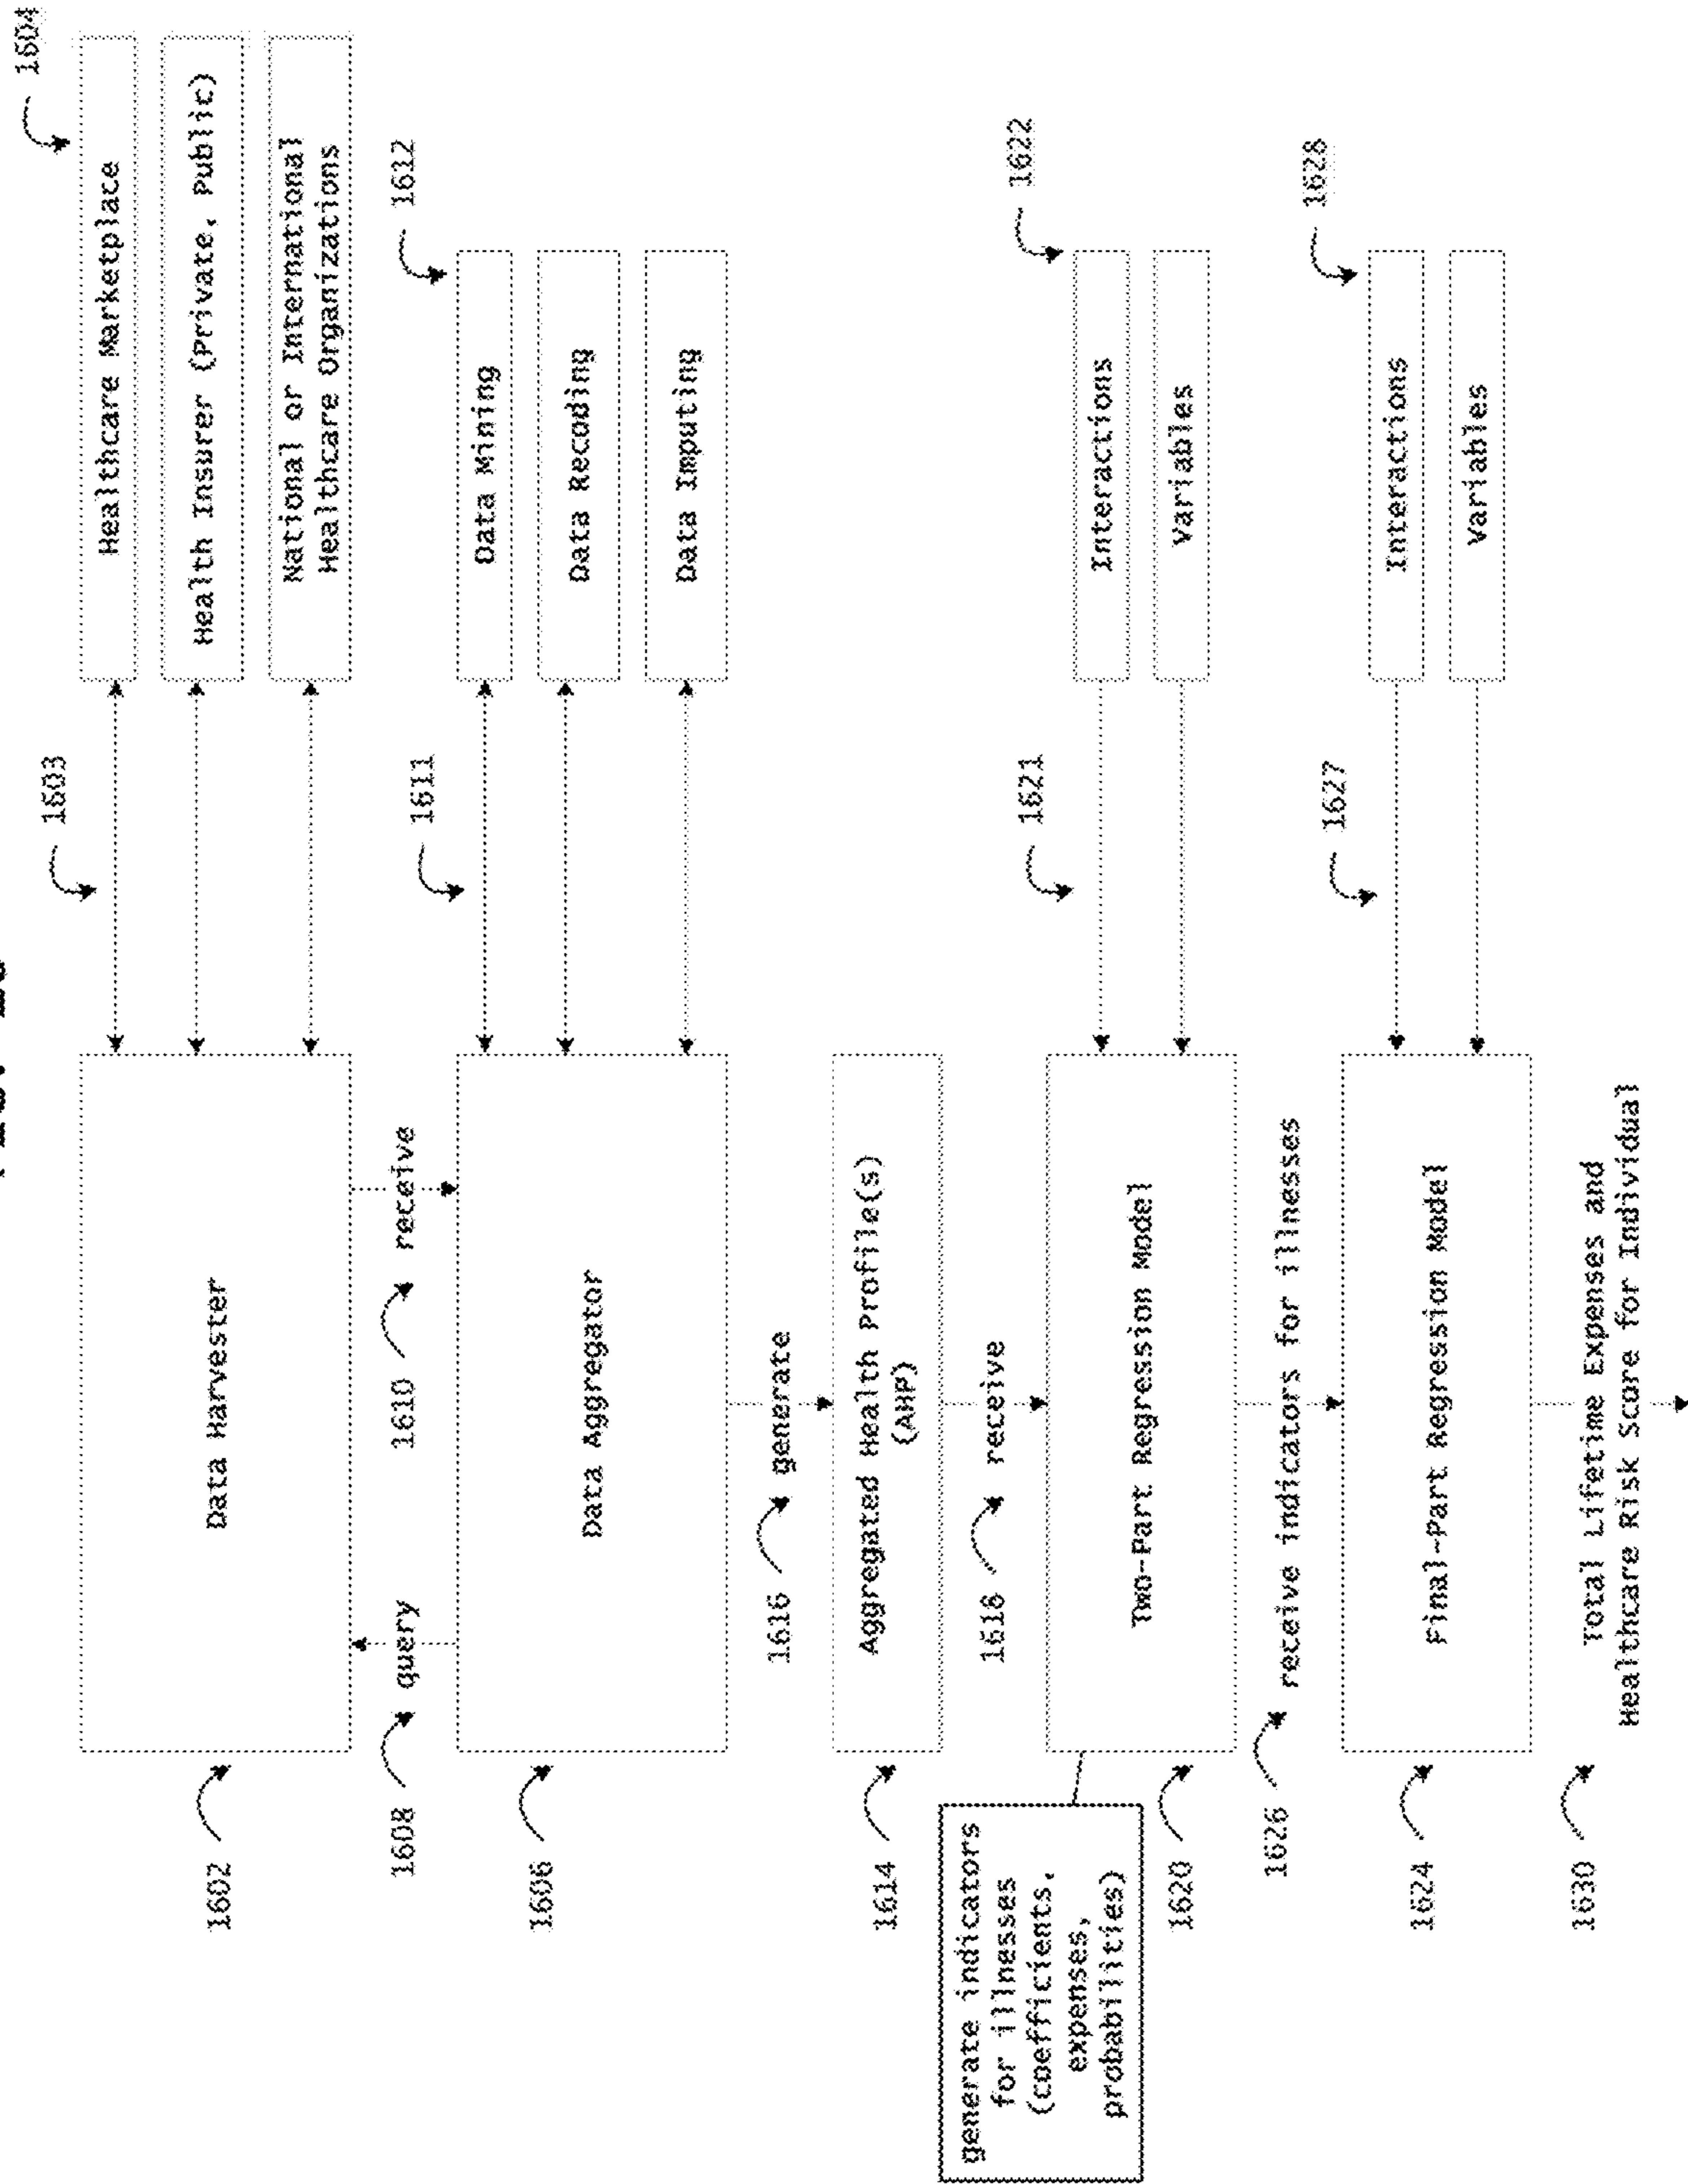 1604
Healthcare Marketplace
1603
Health Insurer (Private, Public)
National or International
Healthcare Organizations
1602
Data Harvester
1608
query
1610
receive
1612
Data Mining
1611
Data Recoding
Data Imputing
1606
Data Aggregator
1616
generate
1614
Aggregated Health Profile(s)
(AHP)
1618
receive
generate indicators
for illnesses
(coefficients,
expenses,
probabilities)
1622
Interactions
1621
Variables
1620
Two-Part Regression Model
1626
receive indicators for illnesses
1628
Interactions
1627
Variables
1624
Final-Part Regression Model
1630
Total Lifetime Expenses and
Healthcare Risk Score for Individual